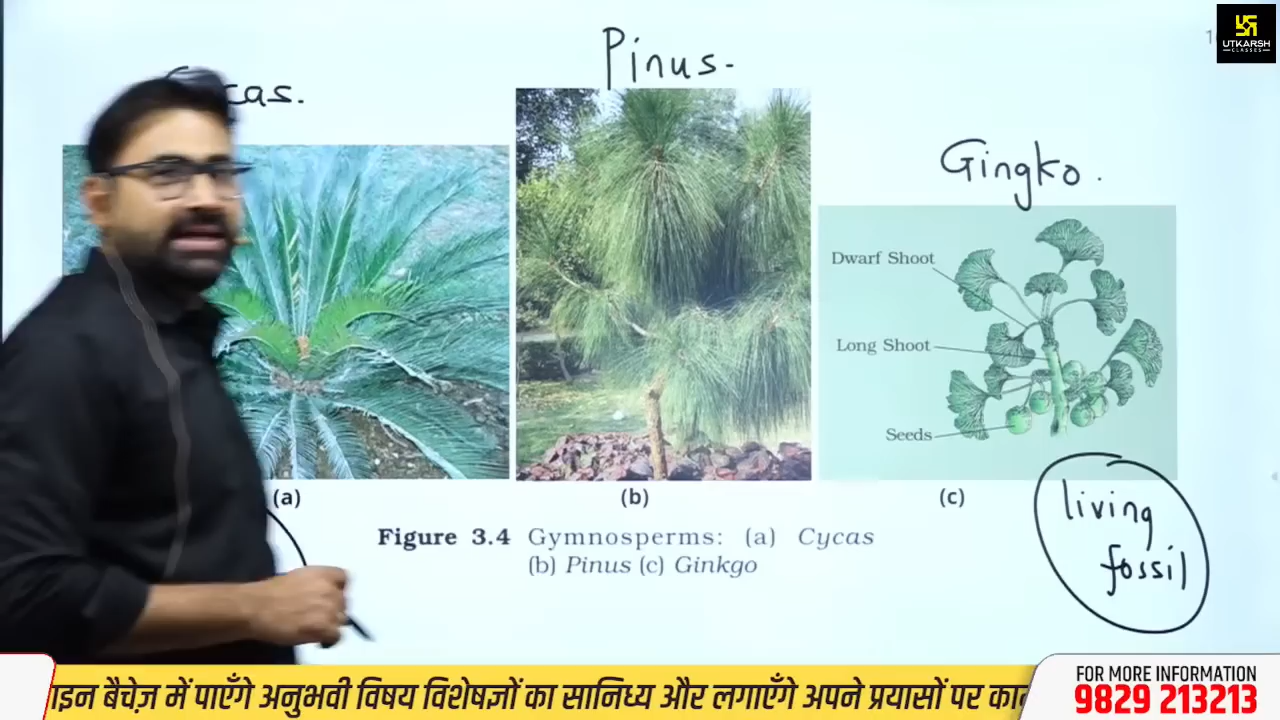 Pinus.
Gingko.
Dwarf Shoot
Long Shoot
Seeds
(a)
(b)
(c)
living
fossil
Figure 3.4 Gymnosperms: (a) Cycas
(b) Pinus (c) Ginkgo
UTKARSH
CLASSES
बैचेज़ में पाएँगे अनुभवी विषय विशेषज्ञों का सानिध्य और लगाएँगे अपने प्रयासों पर
FOR MORE INFORMATION
9829 213213